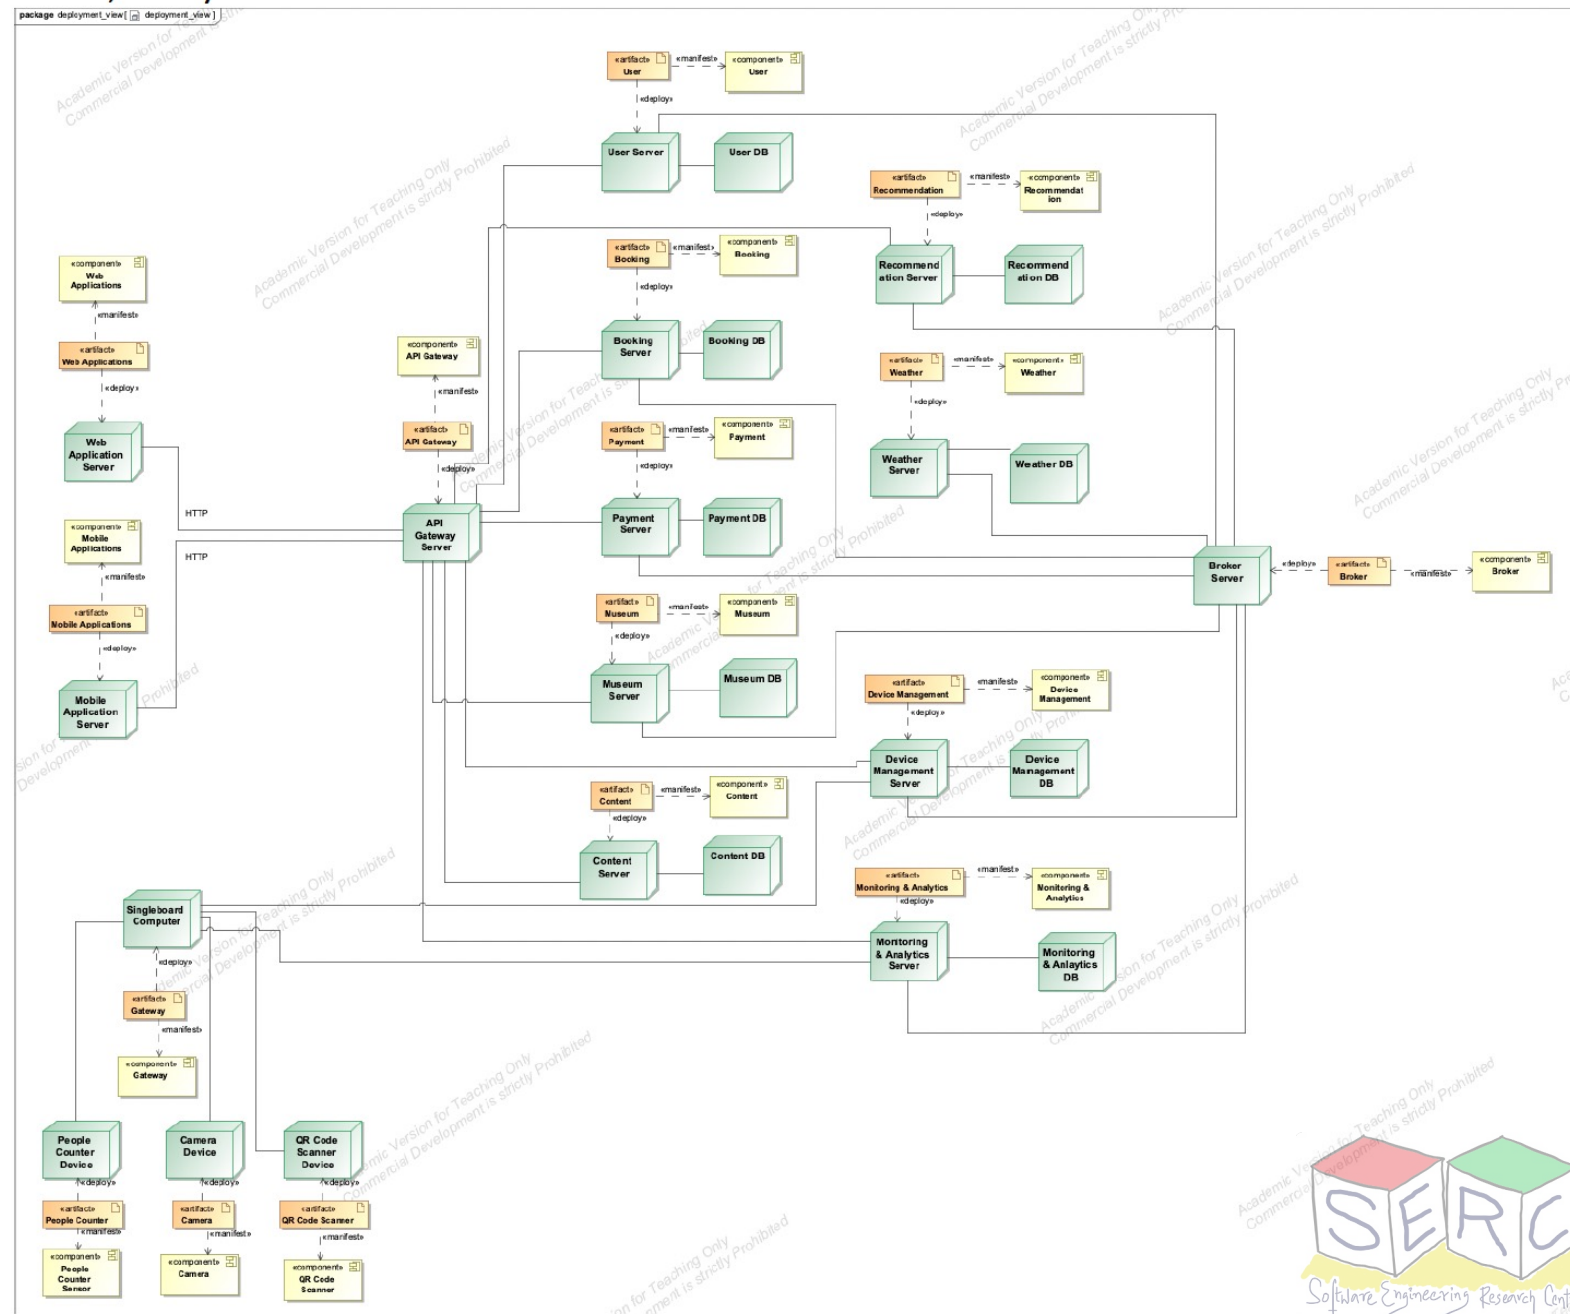 package deployment_view[ deployment_view ]
«artifact»
User
«manifest»
«component»
User
«deploy»
User Server
User DB
«artifact»
Recommendation
«manifest»
«component»
Recommendat
ion
«deploy»
Recommend
ation Server
Recommend
ation DB
«artifact»
Booking
«manifest»
«component»
Booking
«deploy»
Booking
Server
Booking DB
«component»
Web
Applications
«manifest»
«artifact»
Web Applications
«deploy»
Web
Application
Server
HTTP
«component»
API Gateway
«manifest»
«artifact»
API Gateway
«deploy»
API
Gateway
Server
«artifact»
Weather
«manifest»
«component»
Weather
«deploy»
Weather
Server
Weather DB
«artifact»
Payment
«manifest»
«component»
Payment
«deploy»
Payment
Server
Payment DB
«component»
Mobile
Applications
«manifest»
«artifact»
Mobile Applications
«deploy»
Mobile
Application
Server
HTTP
Broker
Server
«deploy»
«artifact»
Broker
«manifest»
«component»
Broker
«artifact»
Museum
«manifest»
«component»
Museum
«deploy»
Museum
Server
Museum DB
«artifact»
Device Management
«manifest»
«component»
Device
Management
«deploy»
Device
Management
Server
Device
Management
DB
«artifact»
Content
«manifest»
«component»
Content
«deploy»
Content
Server
Content DB
«artifact»
Monitoring & Analytics
«manifest»
«component»
Monitoring &
Analytics
«deploy»
Monitoring
& Analytics
Server
Monitoring
& Anlaytics
DB
Singleboard
Computer
«deploy»
«artifact»
Gateway
«manifest»
«component»
Gateway
People
Counter
Device
«deploy»
«artifact»
People Counter
«manifest»
«component»
People
Counter
Sensor
Camera
Device
«deploy»
«artifact»
Camera
«manifest»
«component»
Camera
QR Code
Scanner
Device
«deploy»
«artifact»
QR Code Scanner
«manifest»
«component»
QR Code
Scanner
Academic Version for Teaching Only
Commercial Development is strictly Prohibited
SERC
Software Engineering Research Cent